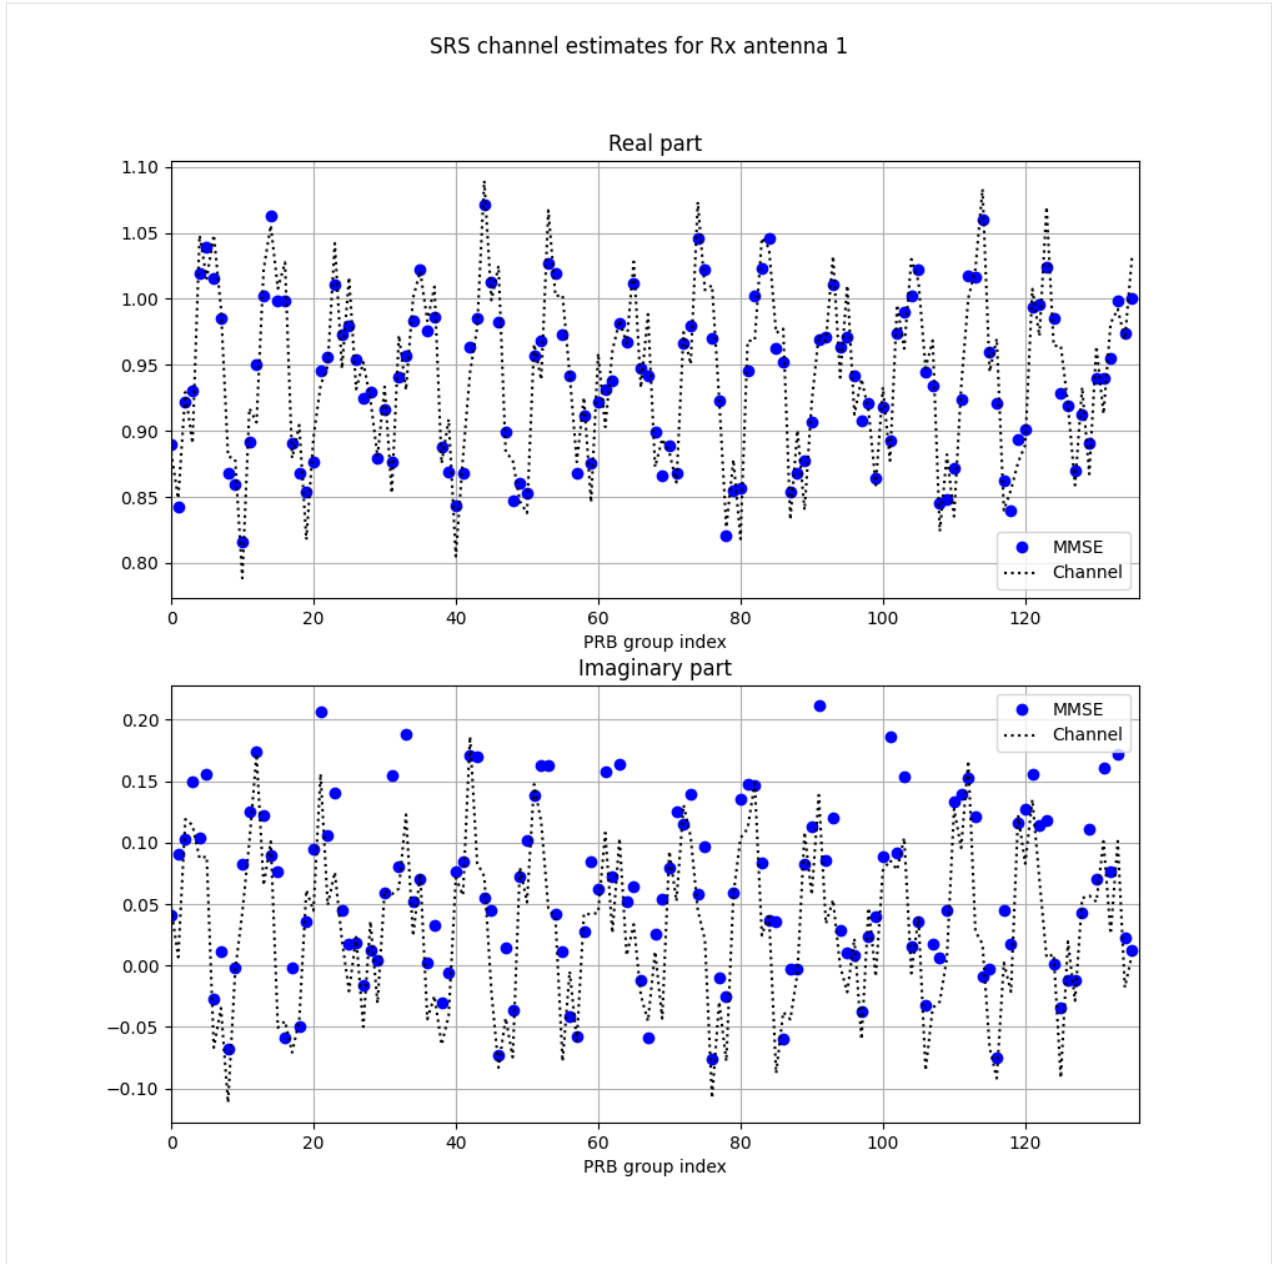 SRS channel estimates for Rx antenna 1
Real part
1.10
1.05
1.00
0.95
0.90
0.85
0.80
MMSE
Channel
0 20 40 60 80 100 120
PRB group index
Imaginary part
0.20
0.15
0.10
0.05
0.00
−0.05
−0.10
MMSE
Channel
0 20 40 60 80 100 120
PRB group index